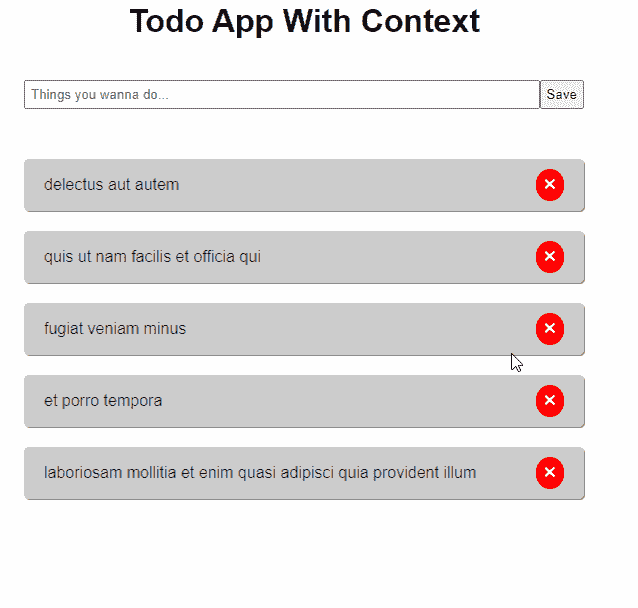 Todo App With Context
Things you wanna do...
Save
delectus aut autem
quis ut nam facilis et officia qui
fugiat veniam minus
et porro tempora
laboriosam mollitia et enim quasi adipisci quia provident illum